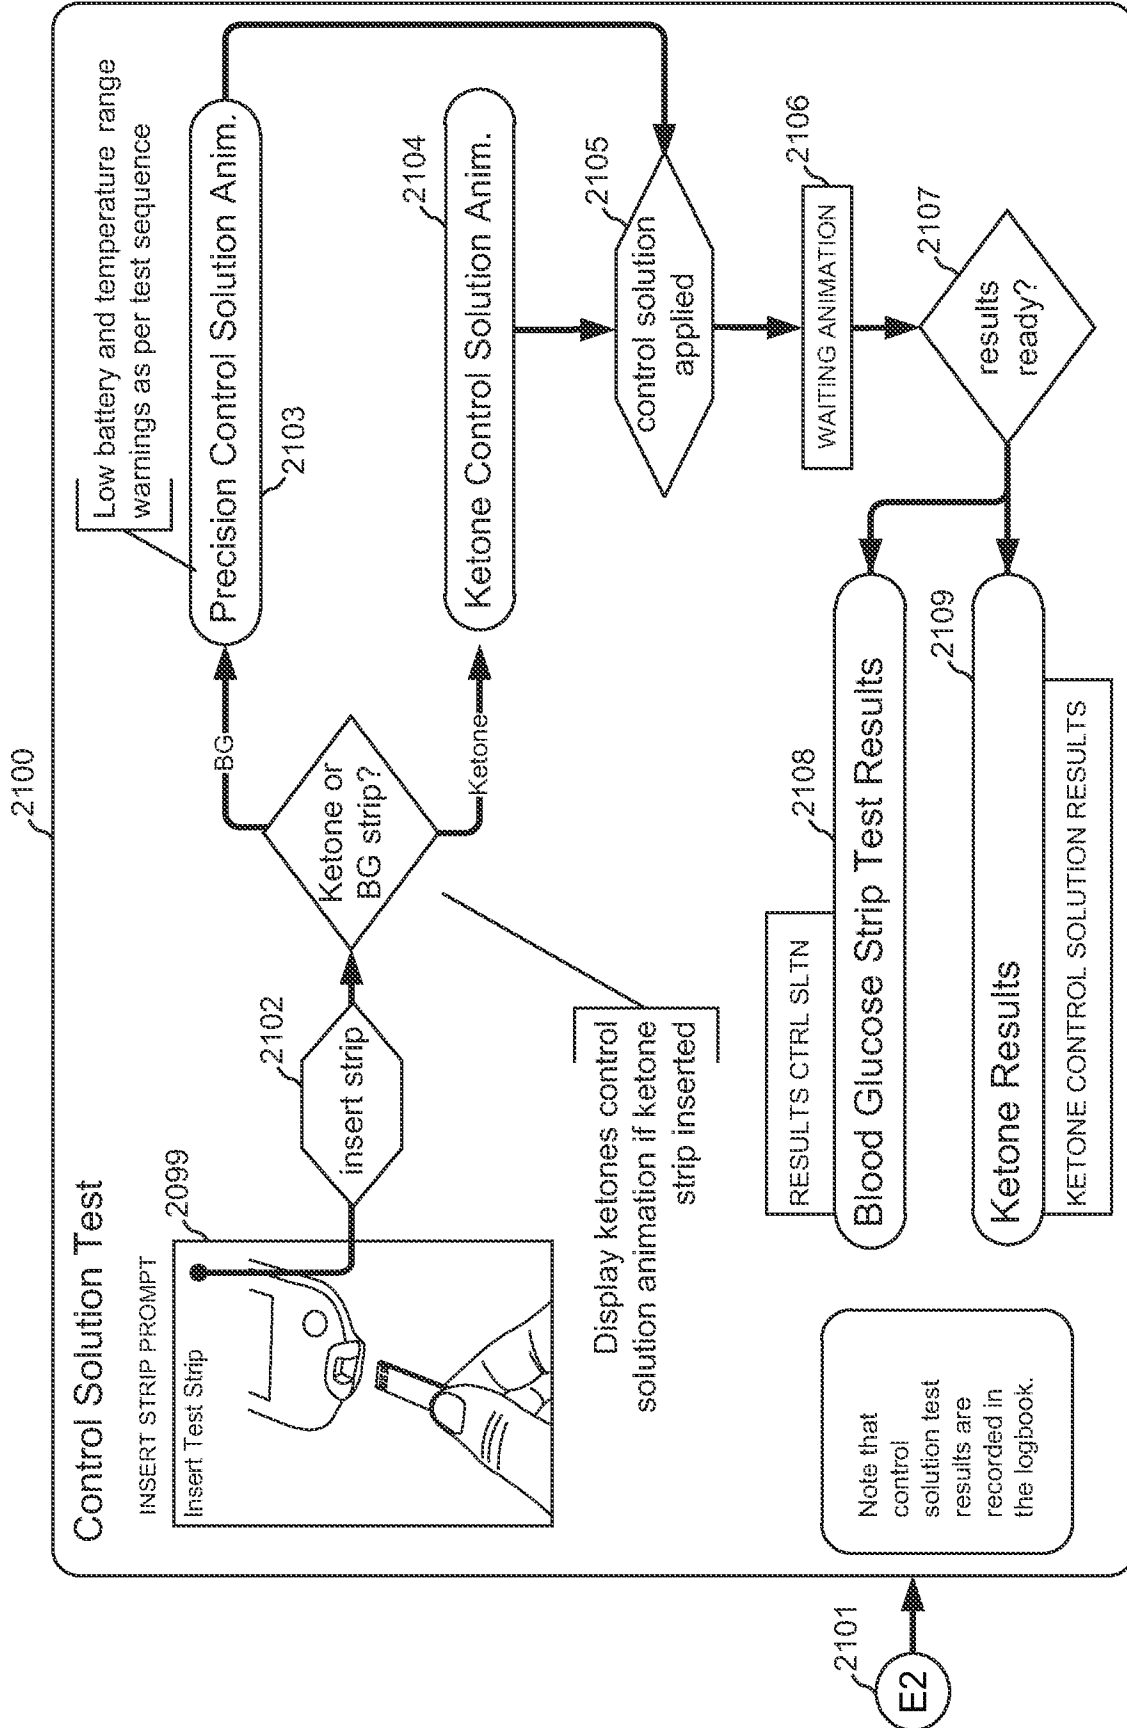 2100
Control Solution Test
INSERT STRIP PROMPT
2099
Insert Test Strip
2102
insert strip
Ketone or
BG strip?
BG
Ketone
Low battery and temperature range
warnings as per test sequence
Precision Control Solution Anim.
2103
2104
Ketone Control Solution Anim.
Display ketones control
solution animation if ketone
strip inserted
2105
control solution
applied
2106
WAITING ANIMATION
2107
results
ready?
2108
RESULTS CTRL SLTN
Blood Glucose Strip Test Results
2109
Ketone Results
KETONE CONTROL SOLUTION RESULTS
Note that
control
solution test
results are
recorded in
the logbook.
2101
E2